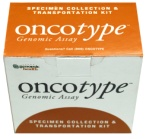 SPECIMEN COLLECTION &
TRANSPORTATION KIT
oncotype
Genomic Assay
SPECIMEN COLLECTION &
TRANSPORTATION KIT
oncotype
Genomic Assay